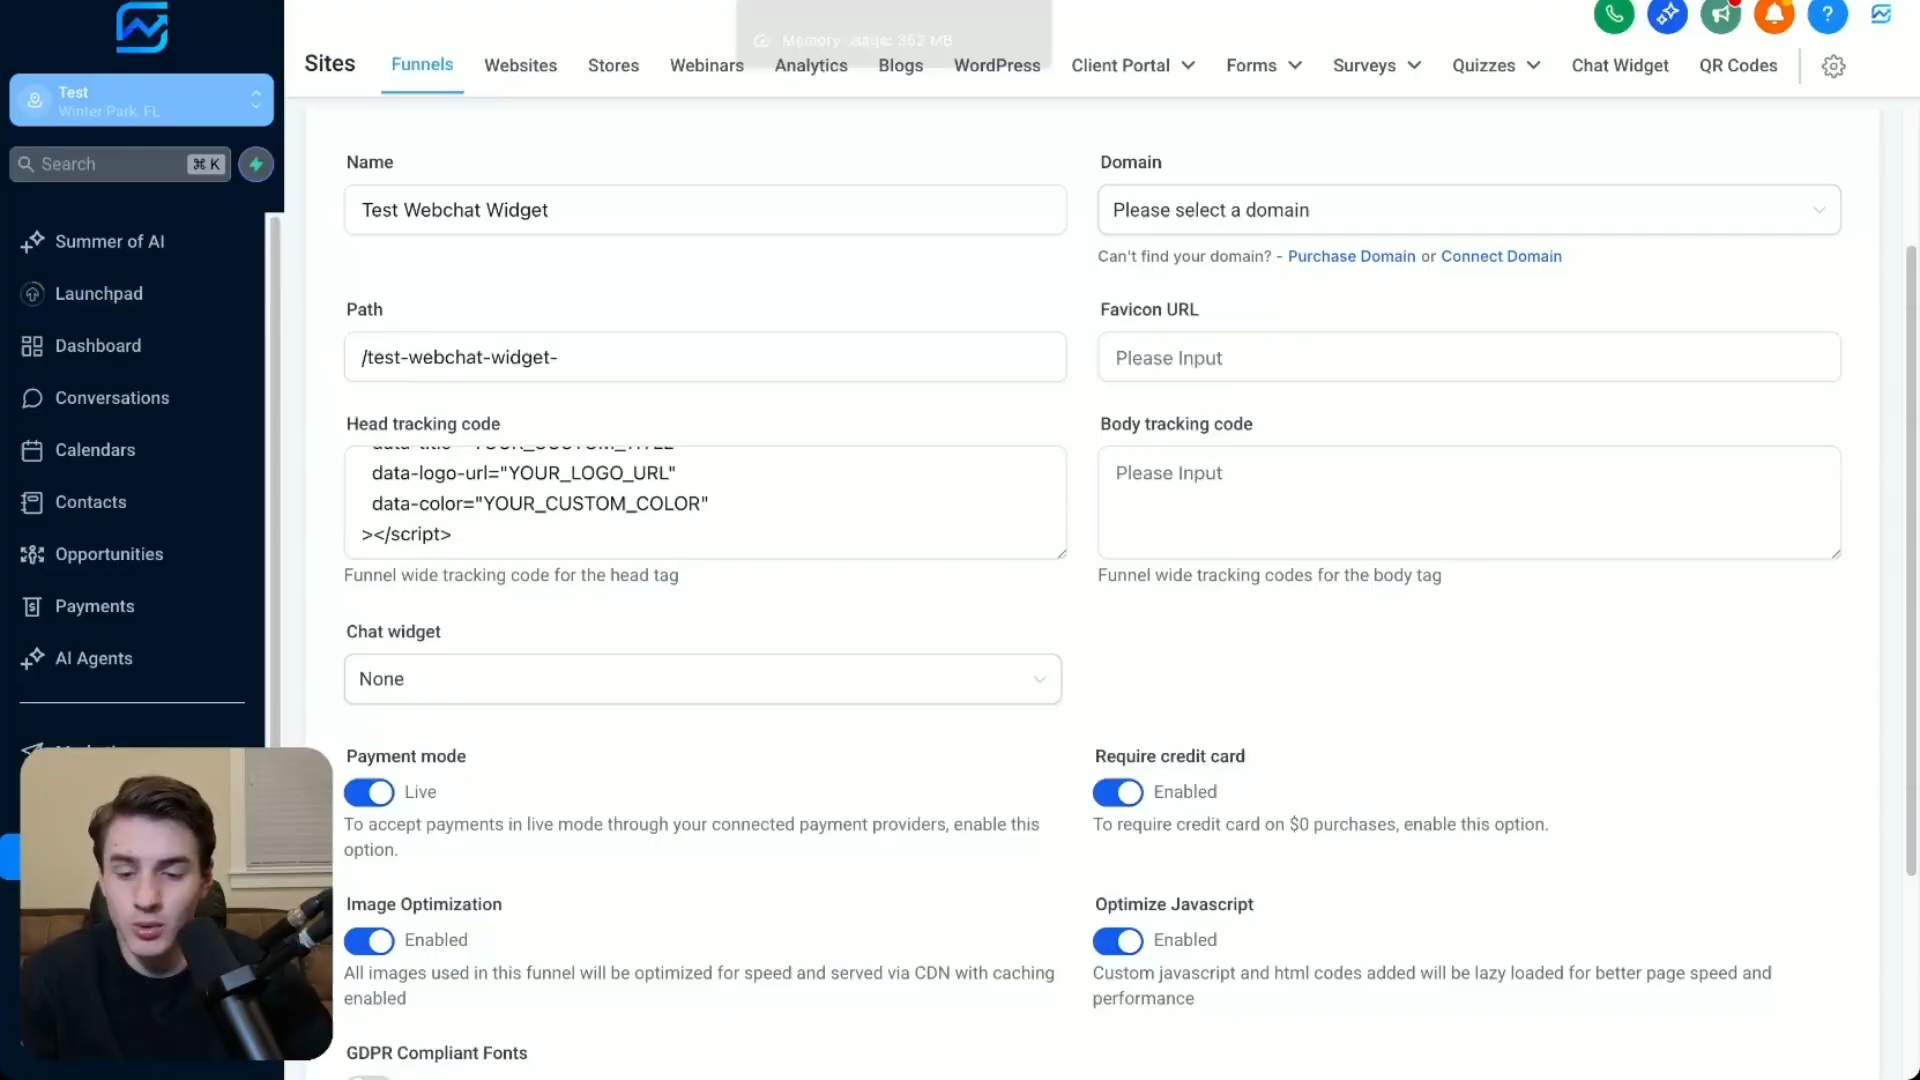 Test
Winter Park, FL
Search
⌘ K
Summer of AI
Launchpad
Dashboard
Conversations
Calendars
Contacts
Opportunities
Payments
AI Agents
Memory usage: 362 MB
Sites
Funnels
Websites
Stores
Webinars
Analytics
Blogs
WordPress
Client Portal
Forms
Surveys
Quizzes
Chat Widget
QR Codes
Name
Test Webchat Widget
Domain
Please select a domain
Can't find your domain? - Purchase Domain or Connect Domain
Path
/test-webchat-widget-
Favicon URL
Please Input
Head tracking code
data-logo-url="YOUR_LOGO_URL"
data-color="YOUR_CUSTOM_COLOR"
></script>
Funnel wide tracking code for the head tag
Body tracking code
Please Input
Funnel wide tracking codes for the body tag
Chat widget
None
Payment mode
Live
To accept payments in live mode through your connected payment providers, enable this
option.
Require credit card
Enabled
To require credit card on $0 purchases, enable this option.
Image Optimization
Enabled
All images used in this funnel will be optimized for speed and served via CDN with caching
enabled
Optimize Javascript
Enabled
Custom javascript and html codes added will be lazy loaded for better page speed and
performance
GDPR Compliant Fonts